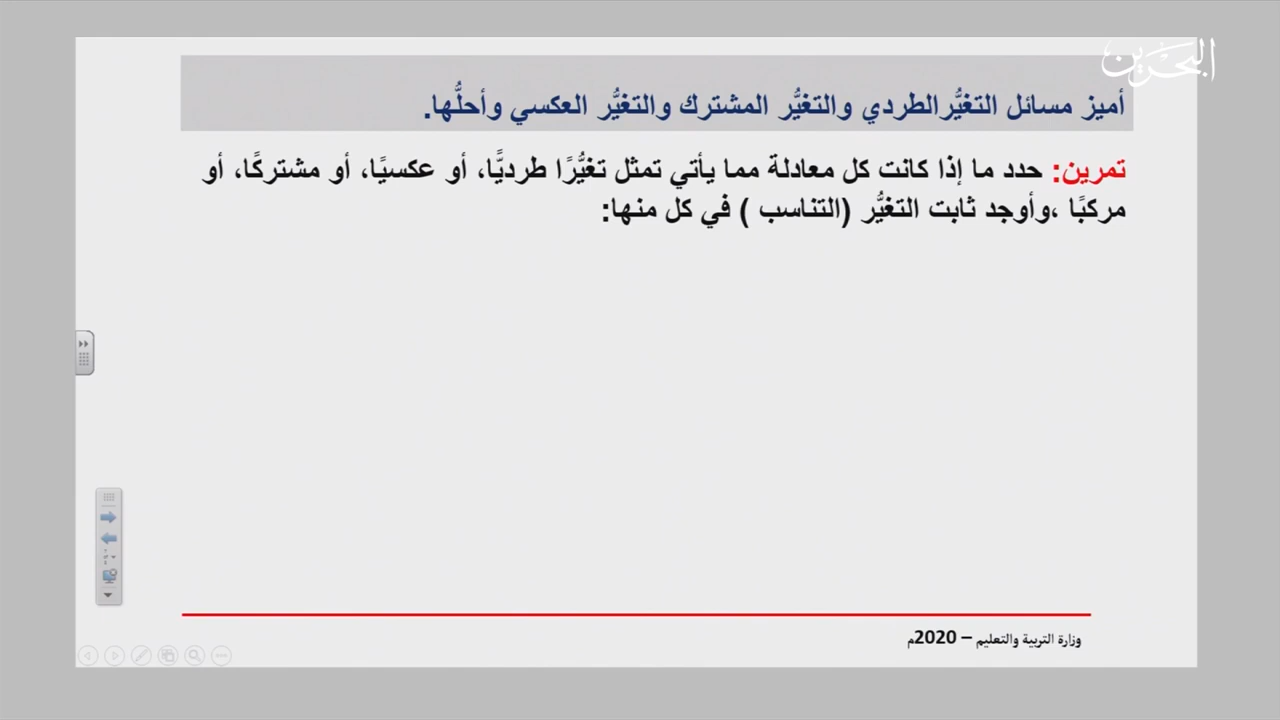 البحرين
أميز مسائل التغيُّرالطردي والتغيُّر المشترك والتغيُّر العكسي وأحلُّها.
تمرين: حدد ما إذا كانت كل معادلة مما يأتي تمثل تغيُّرًا طرديًّا، أو عكسيًا، أو مشتركًا، أو
مركبًا ،وأوجد ثابت التغيُّر (التناسب ) في كل منها:
وزارة التربية والتعليم – 2020م